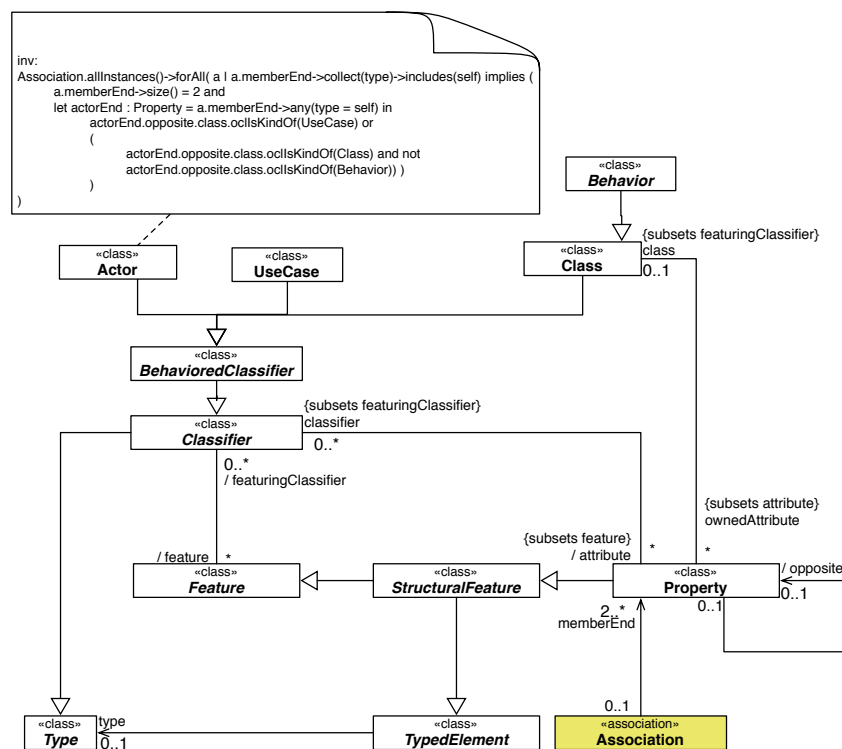 inv:
Association.allInstances()->forAll( a | a.memberEnd->collect(type)->includes(self) implies (
a.memberEnd->size() = 2 and
let actorEnd : Property = a.memberEnd->any(type = self) in
actorEnd.opposite.class.oclIsKindOf(UseCase) or
(
actorEnd.opposite.class.oclIsKindOf(Class) and not
actorEnd.opposite.class.oclIsKindOf(Behavior)) )
)
)
«class»
Behavior
«class»
Actor
«class»
UseCase
«class»
Class
{subsets featuringClassifier}
class
0..1
«class»
BehavioredClassifier
«class»
Classifier
{subsets featuringClassifier}
classifier
0..*
0..*
/ featuringClassifier
{subsets attribute}
ownedAttribute
*
{subsets feature}
/ attribute
*
/ feature
*
«class»
Feature
«class»
StructuralFeature
«class»
Property
/ opposite
0..1
0..1
2..*
memberEnd
0..1
«class»
Type
type
0..1
«class»
TypedElement
«association»
Association